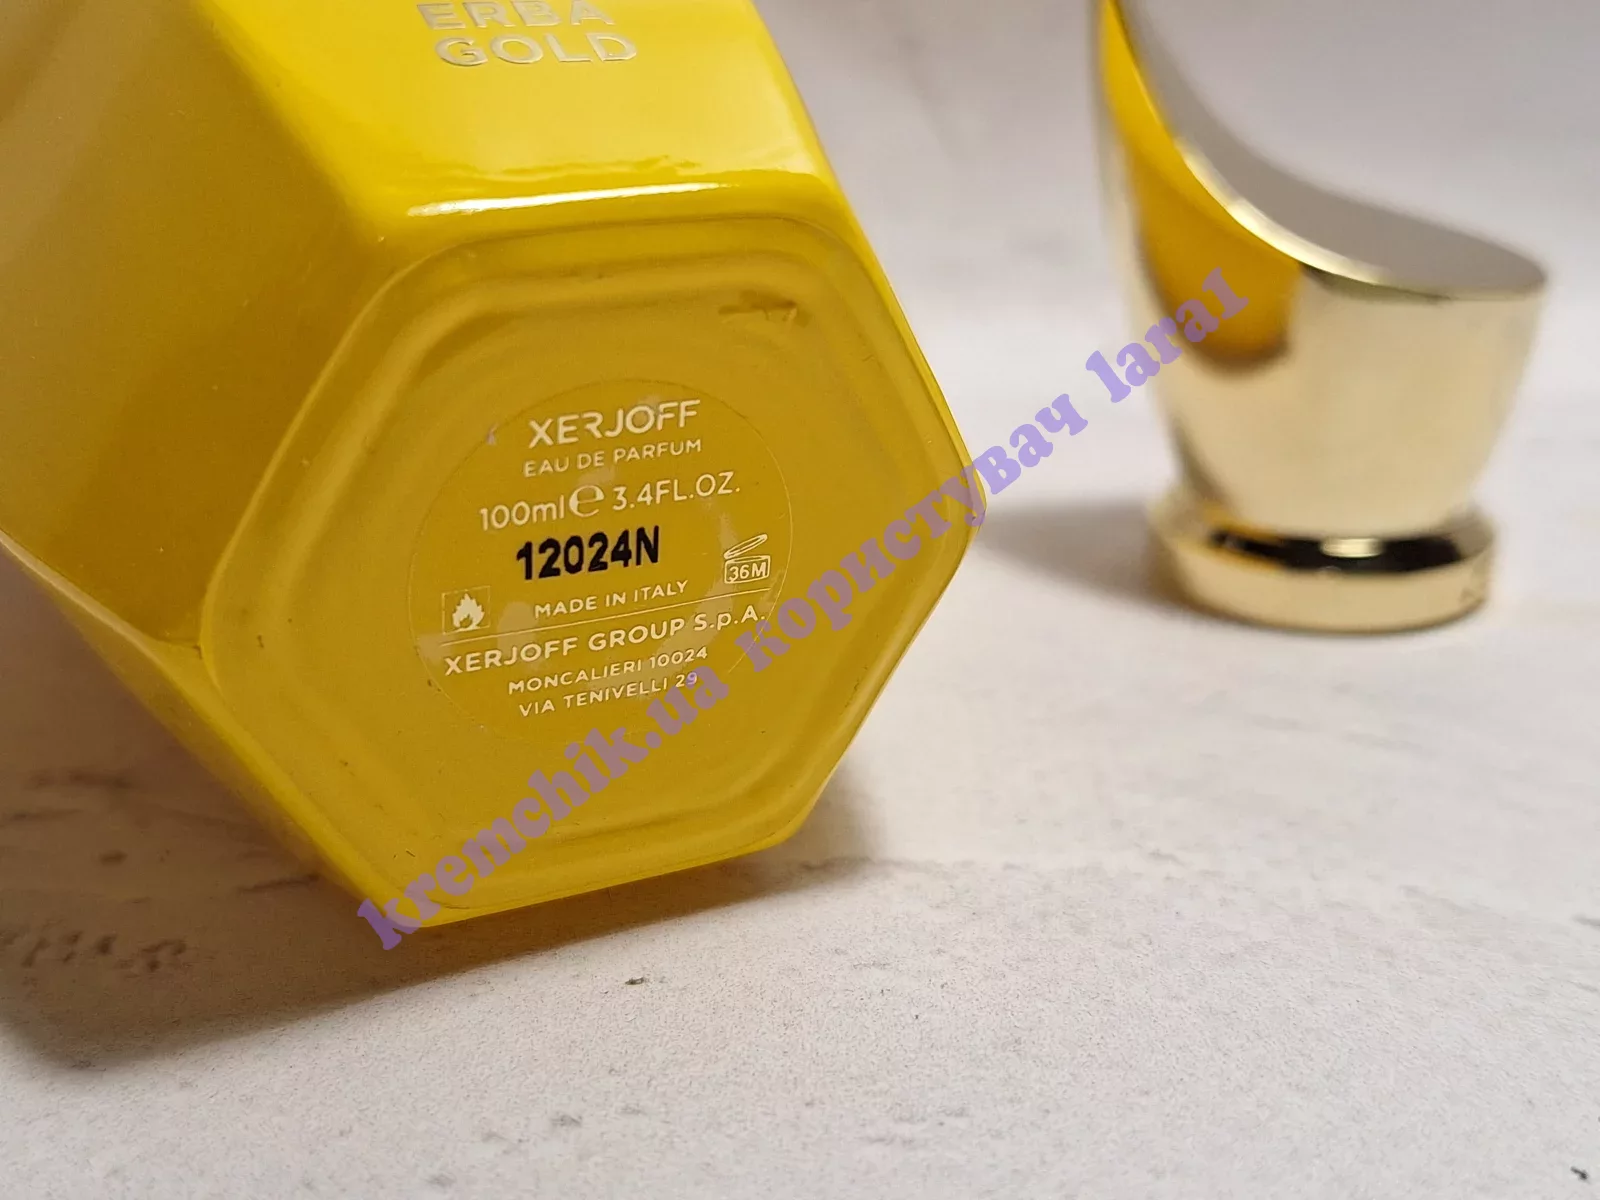 ERBA
GOLD
XERJOFF
EAU DE PARFUM
100ml e 3.4FL.OZ.
12024N
36M
MADE IN ITALY
XERJOFF GROUP S.p.A.
MONCALIERI 10024
VIA TENIVELLI 29
kremchik.ua користувач lara1